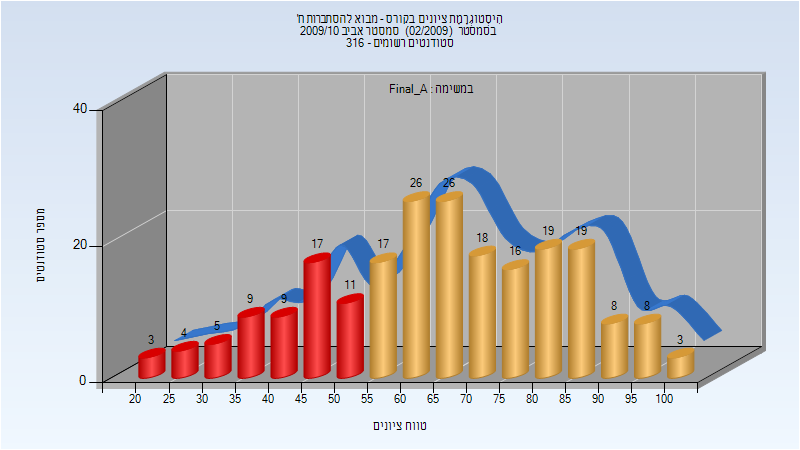 היסטוגרמת ציונים בקורס - מבוא להסתברות ח'
בסמסטר (02/2009) סמסטר אביב 2009/10
סטודנטים רשומים - 316
במשימה : Final_A
מספר סטודנטים
40
20
0
3 4 5 9 9 17 11 17 26 26 18 16 19 19 8 8 3
20 25 30 35 40 45 50 55 60 65 70 75 80 85 90 95 100
טווח ציונים